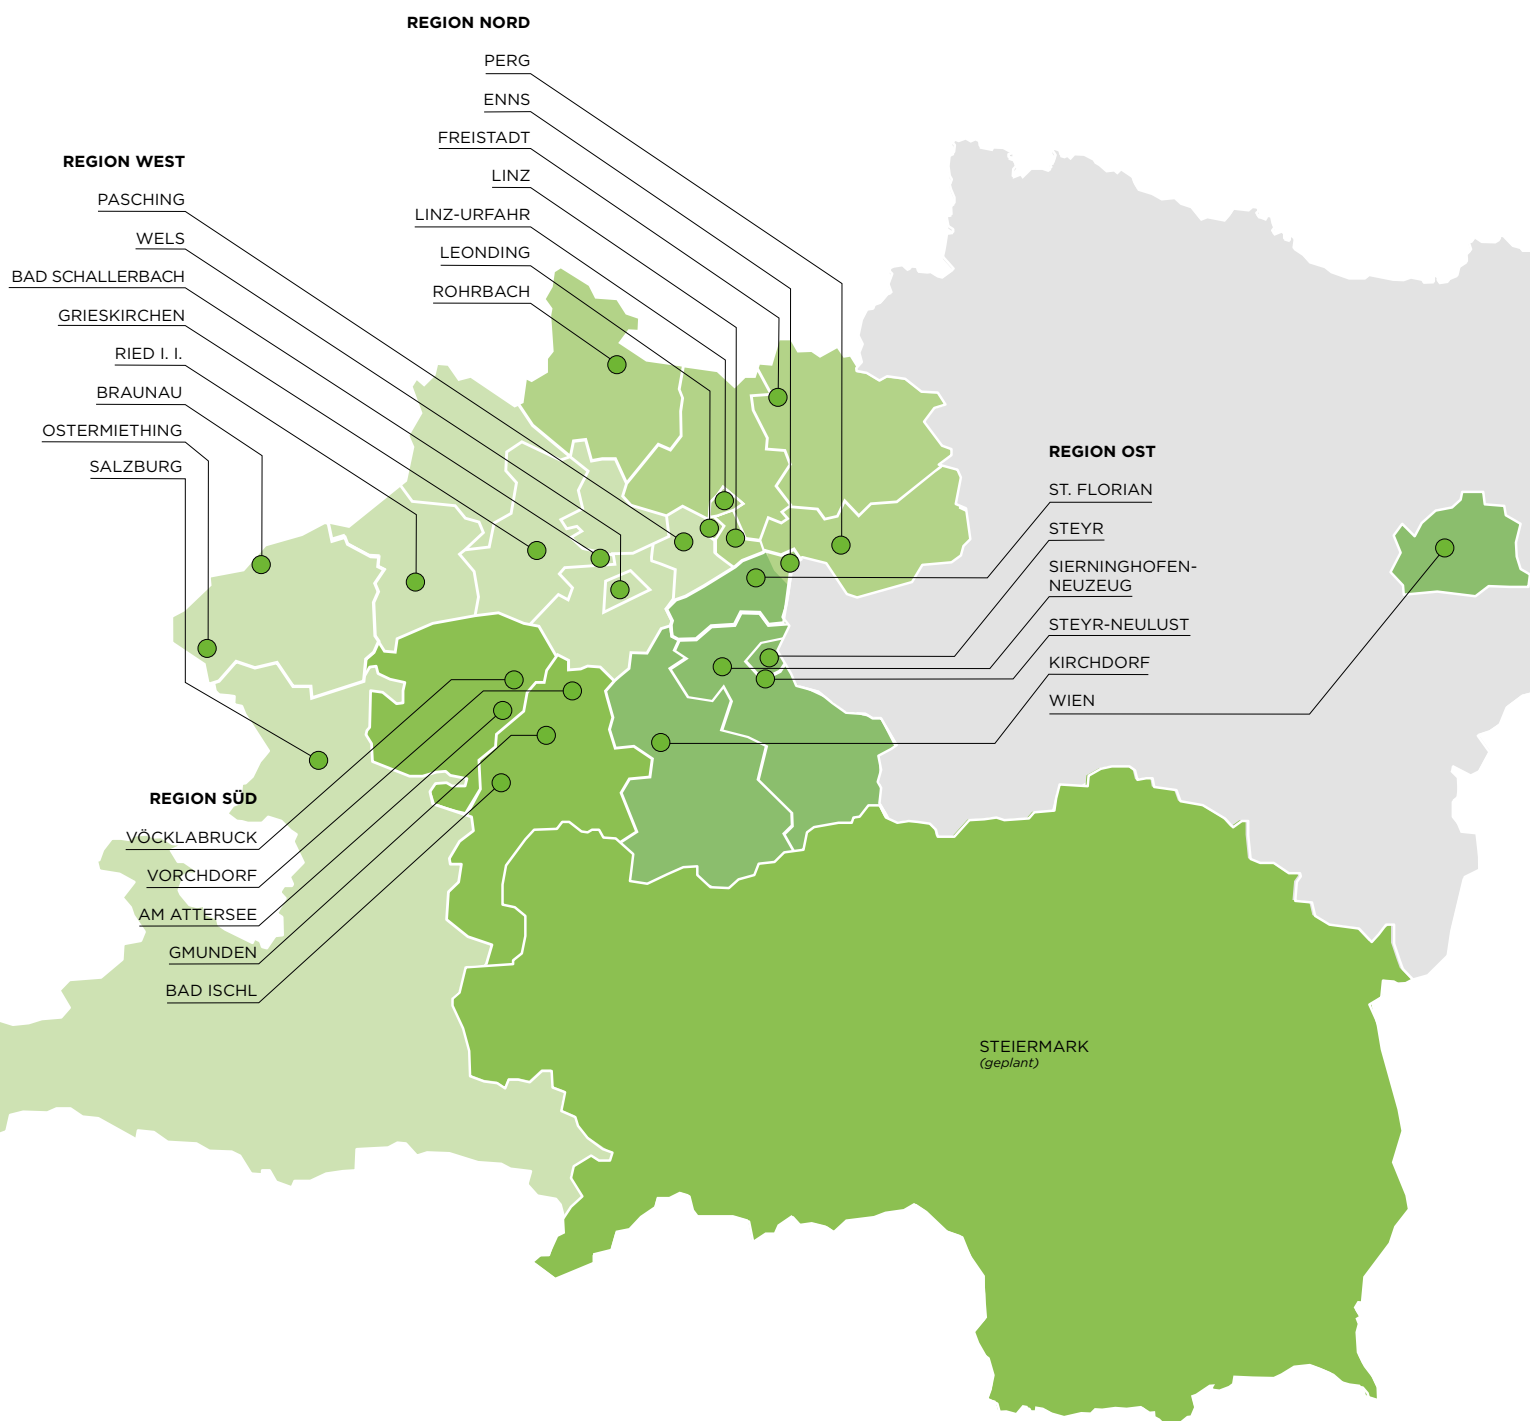 REGION NORD
PERG
ENNS
FREISTADT
LINZ
LINZ-URFAHR
LEONDING
ROHRBACH
REGION WEST
PASCHING
WELS
BAD SCHALLERBACH
GRIESKIRCHEN
RIED I. I.
BRAUNAU
OSTERMIETHING
SALZBURG
REGION OST
ST. FLORIAN
STEYR
SIERNINGHOFEN-
NEUZEUG
STEYR-NEULUST
KIRCHDORF
WIEN
REGION SÜD
VÖCKLABRUCK
VORCHDORF
AM ATTERSEE
GMUNDEN
BAD ISCHL
STEIERMARK
(geplant)